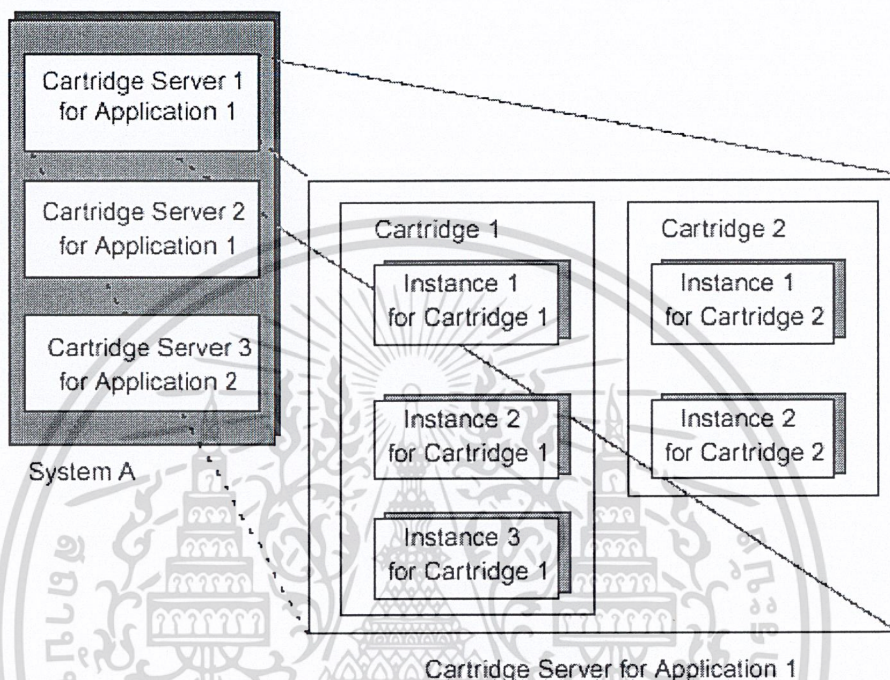 Cartridge Server 1
for Application 1
Cartridge Server 2
for Application 1
Cartridge Server 3
for Application 2
System A
Cartridge 1
Instance 1
for Cartridge 1
Instance 2
for Cartridge 1
Instance 3
for Cartridge 1
Cartridge 2
Instance 1
for Cartridge 2
Instance 2
for Cartridge 2
Cartridge Server for Application 1